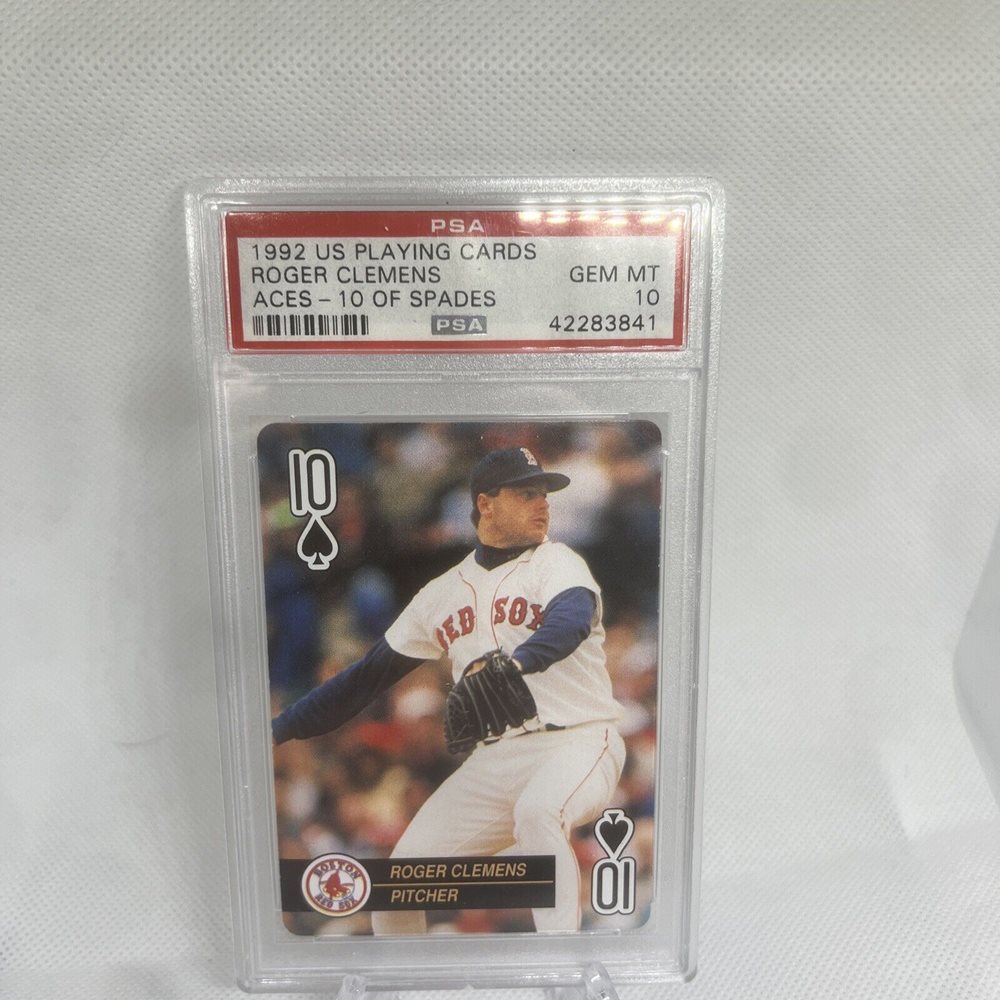 PSA
1992 US PLAYING CARDS
ROGER CLEMENS GEM MT
ACES - 10 OF SPADES 10
PSA 42283841
10
RED SOX
BOSTON
RED SOX
ROGER CLEMENS
PITCHER
10